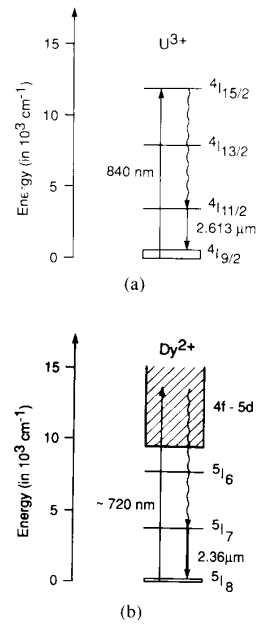 U³⁺
Energy (in 10³ cm⁻¹)
15
10
5
0
⁴I₁₅/₂
⁴I₁₃/₂
840 nm
⁴I₁₁/₂
2.613 μm
⁴I₉/₂
(a)
Dy²⁺
Energy (in 10³ cm⁻¹)
15
10
5
0
4f - 5d
⁵I₆
~ 720 nm
⁵I₇
2.36μm
⁵I₈
(b)